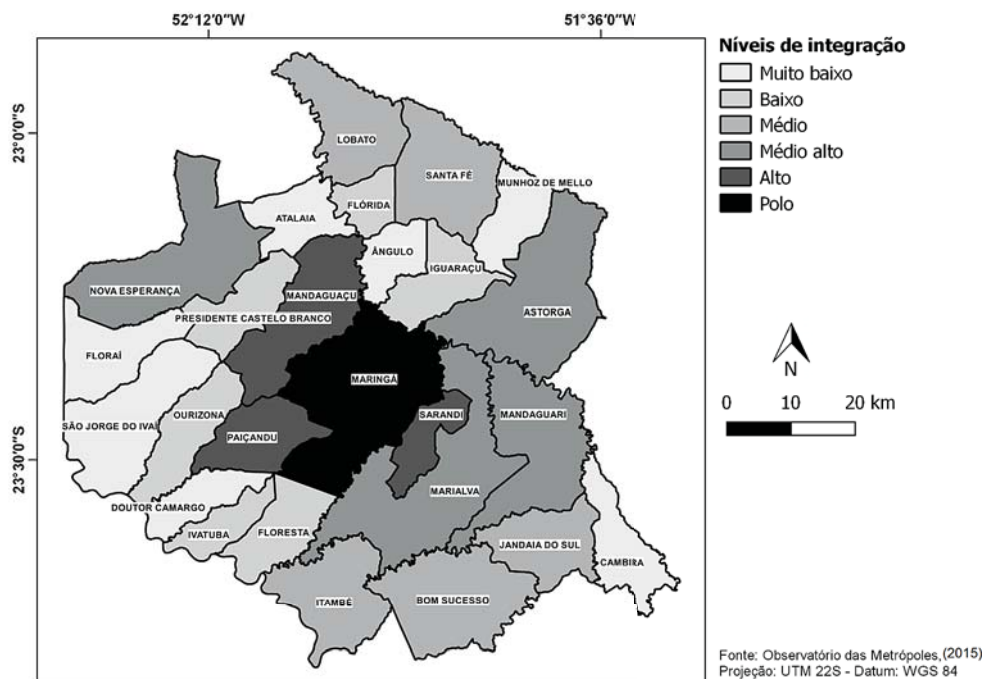 52°12'0"W
51°36'0"W
23°0'0"S
23°30'0"S
LOBATO
SANTA FÉ
MUNHOZ DE MELLO
FLÓRIDA
ATALAIA
ÂNGULO
IGUARAÇU
NOVA ESPERANÇA
MANDAGUAÇU
ASTORGA
PRESIDENTE CASTELO BRANCO
FLORAÍ
MARINGÁ
OURIZONA
SARANDI
MANDAGUARI
SÃO JORGE DO IVAÍ
PAIÇANDU
MARIALVA
DOUTOR CAMARGO
IVATUBA
FLORESTA
JANDAIA DO SUL
CAMBIRA
ITAMBÉ
BOM SUCESSO
Níveis de integração
Muito baixo
Baixo
Médio
Médio alto
Alto
Polo
N
0 10 20 km
Fonte: Observatório das Metrópoles,(2015)
Projeção: UTM 22S - Datum: WGS 84